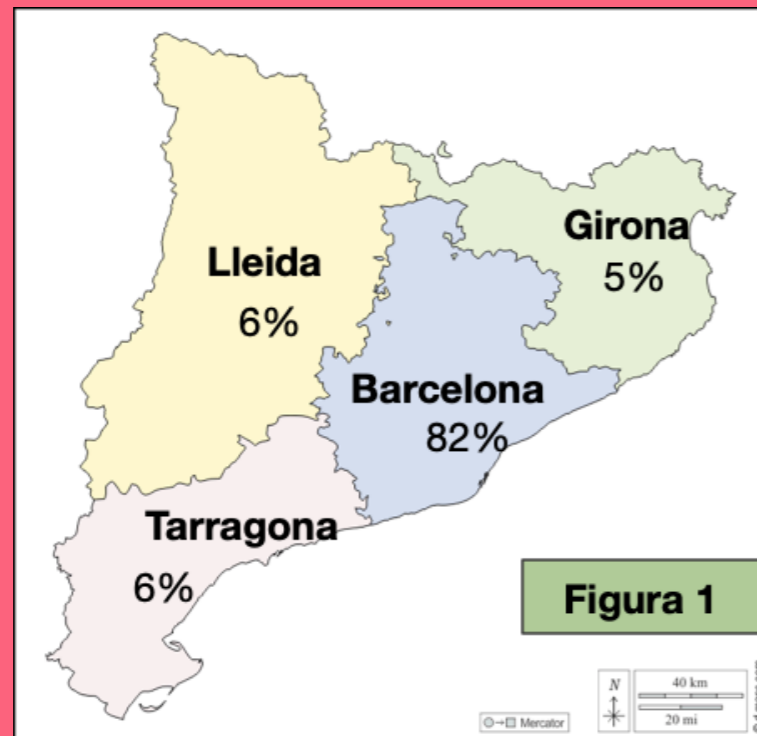 Girona
5%
Lleida
6%
Barcelona
82%
Tarragona
6%
Figura 1
N
40 km
20 mi
Mercator